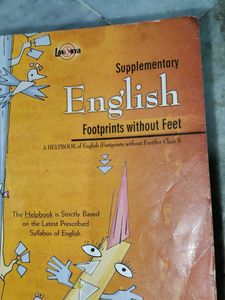 Supplementary
English
Footprints without Feet
A HELPBOOK of English (Footprints without Feet) for Class X
The Helpbook is Strictly Based
on the Latest Prescribed
Syllabus of English